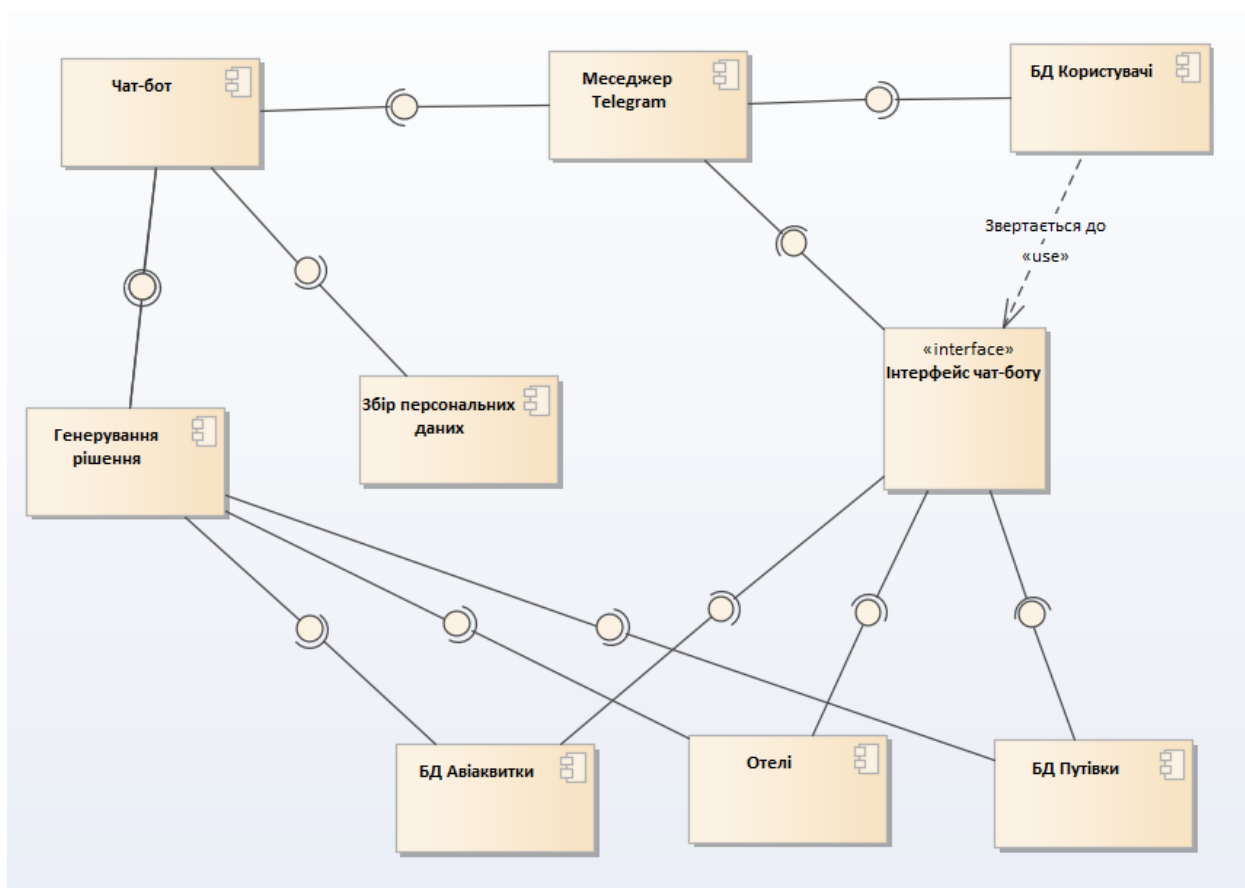 Чат-бот
Меседжер
Telegram
БД Користувачі
Звертається до
«use»
«interface»
Інтерфейс чат-боту
Збір персональних
даних
Генерування
рішення
БД Авіаквитки
Отелі
БД Путівки